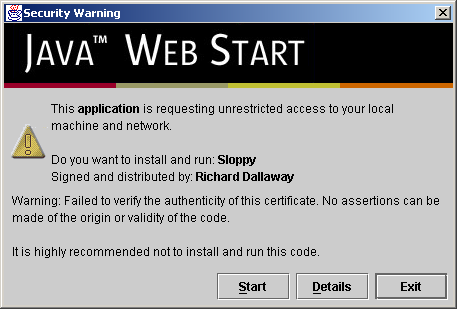 Security Warning
JAVA™ WEB START
This application is requesting unrestricted access to your local
machine and network.
Do you want to install and run: Sloppy
Signed and distributed by: Richard Dallaway
Warning: Failed to verify the authenticity of this certificate. No assertions can be
made of the origin or validity of the code.
It is highly recommended not to install and run this code.
Start Details Exit